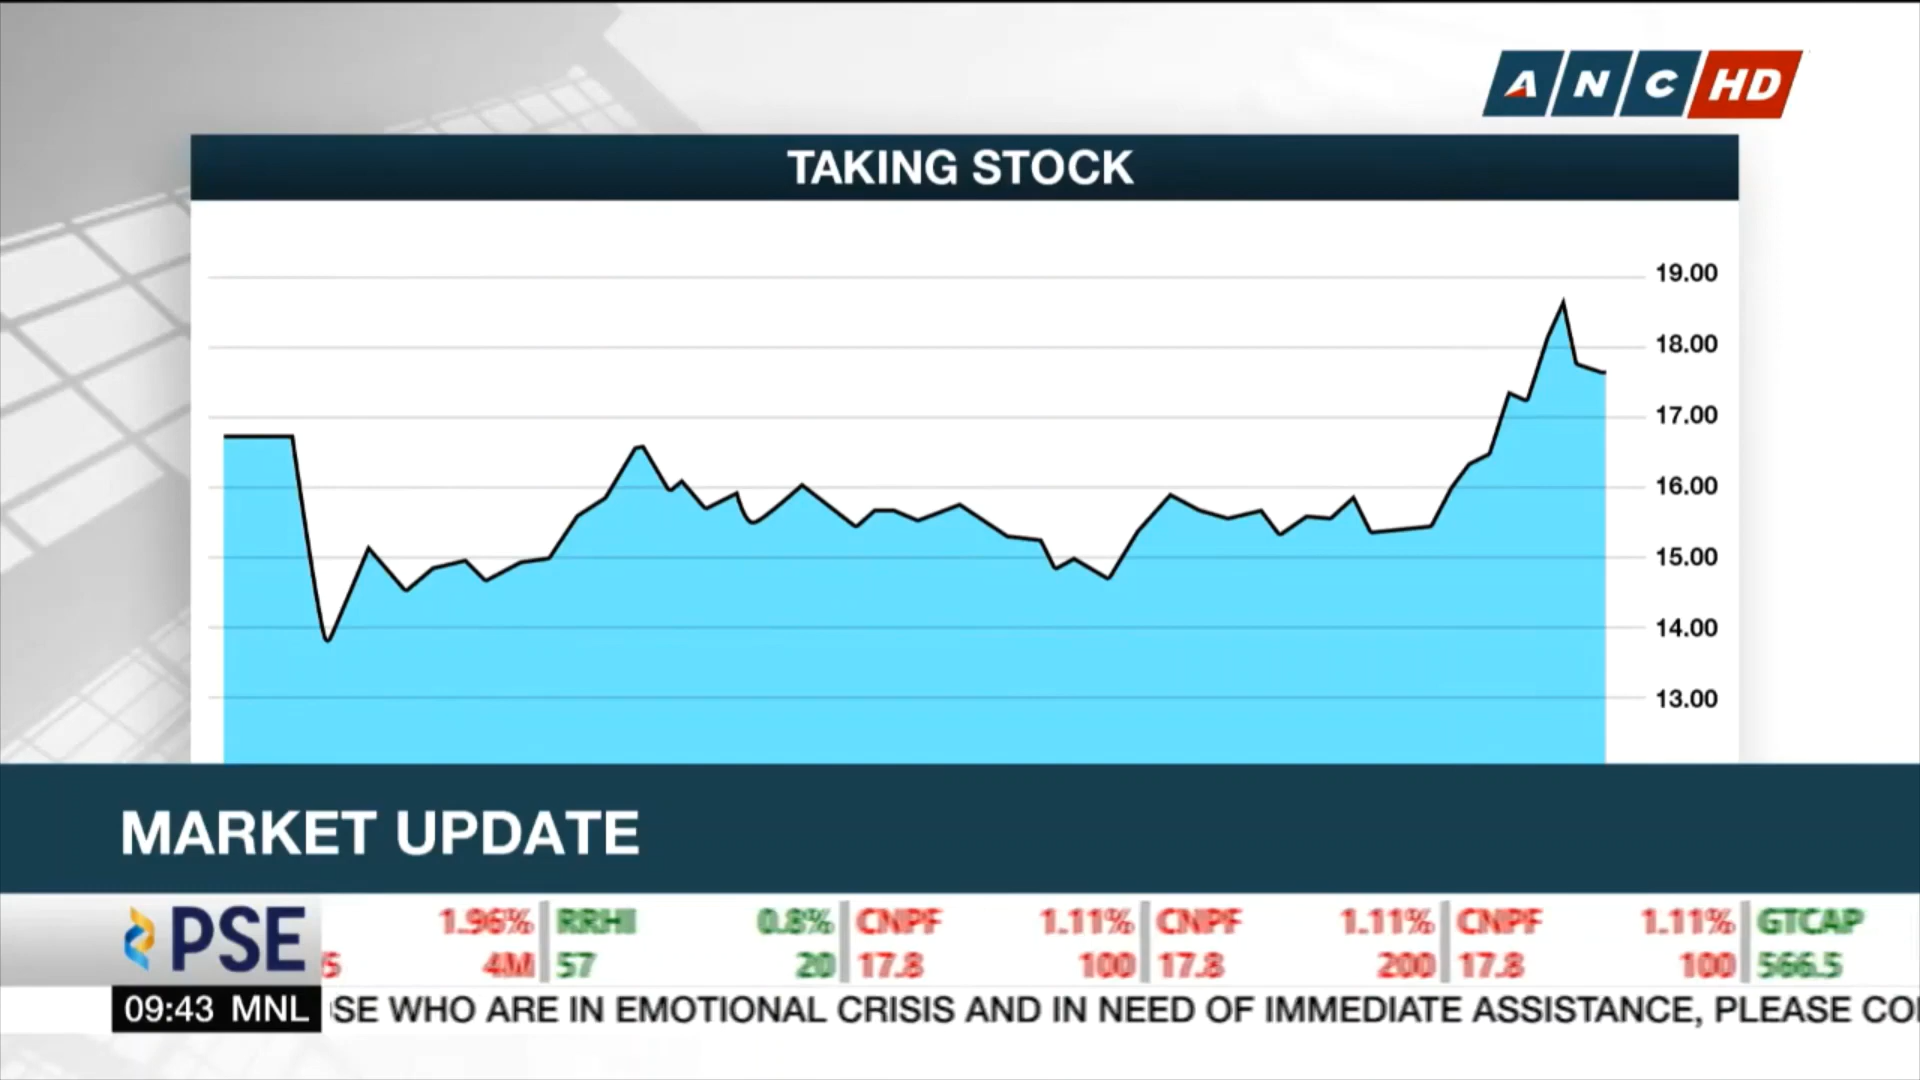 ANC HD
TAKING STOCK
19.00
18.00
17.00
16.00
15.00
14.00
13.00
MARKET UPDATE
PSE
1.96% RRHI 0.8% CNPF 1.11% CNPF 1.11% CNPF 1.11% GTCAP
5 4M 57 20 17.8 100 17.8 200 17.8 100 566.5
09:43 MNL SE WHO ARE IN EMOTIONAL CRISIS AND IN NEED OF IMMEDIATE ASSISTANCE, PLEASE CO